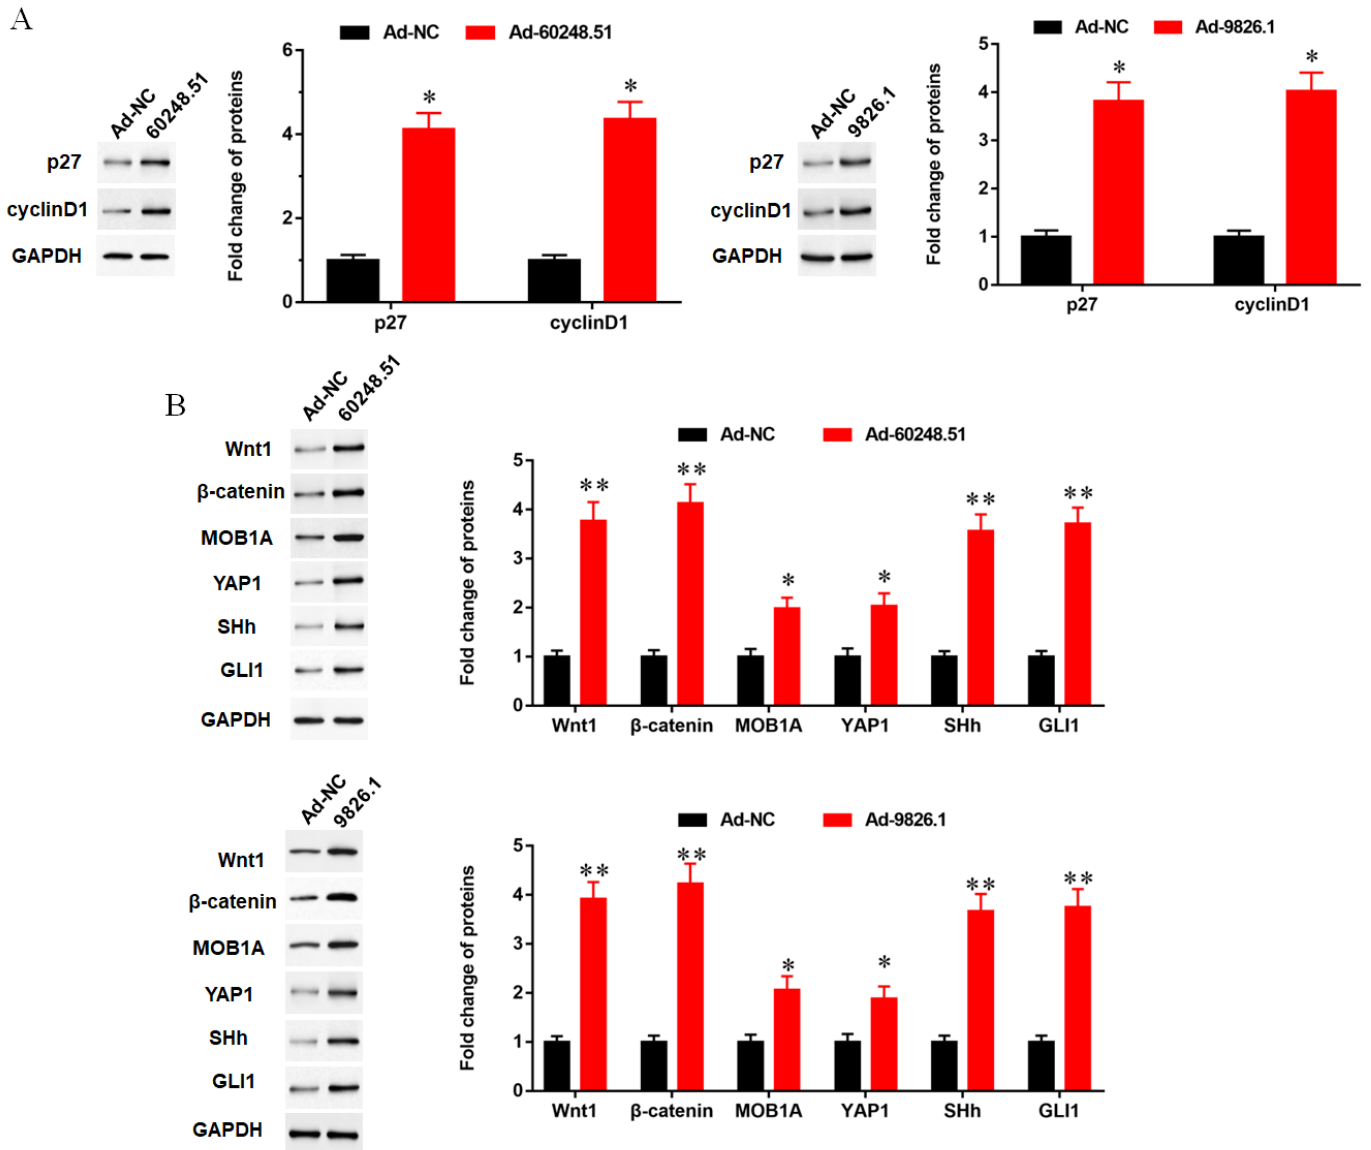 A
Ad-NC
60248.51
p27
cyclinD1
GAPDH
Ad-NC Ad-60248.51
Fold change of proteins
6
4
2
0
* *
p27 cyclinD1
Ad-NC
9826.1
p27
cyclinD1
GAPDH
Ad-NC Ad-9826.1
Fold change of proteins
5
4
3
2
1
0
* *
p27 cyclinD1
B
Ad-NC
60248.51
Wnt1
β-catenin
MOB1A
YAP1
SHh
GLI1
GAPDH
Ad-NC Ad-60248.51
Fold change of proteins
5
4
3
2
1
0
** ** * * ** **
Wnt1 β-catenin MOB1A YAP1 SHh GLI1
Ad-NC
9826.1
Wnt1
β-catenin
MOB1A
YAP1
SHh
GLI1
GAPDH
Ad-NC Ad-9826.1
Fold change of proteins
5
4
3
2
1
0
** ** * * ** **
Wnt1 β-catenin MOB1A YAP1 SHh GLI1